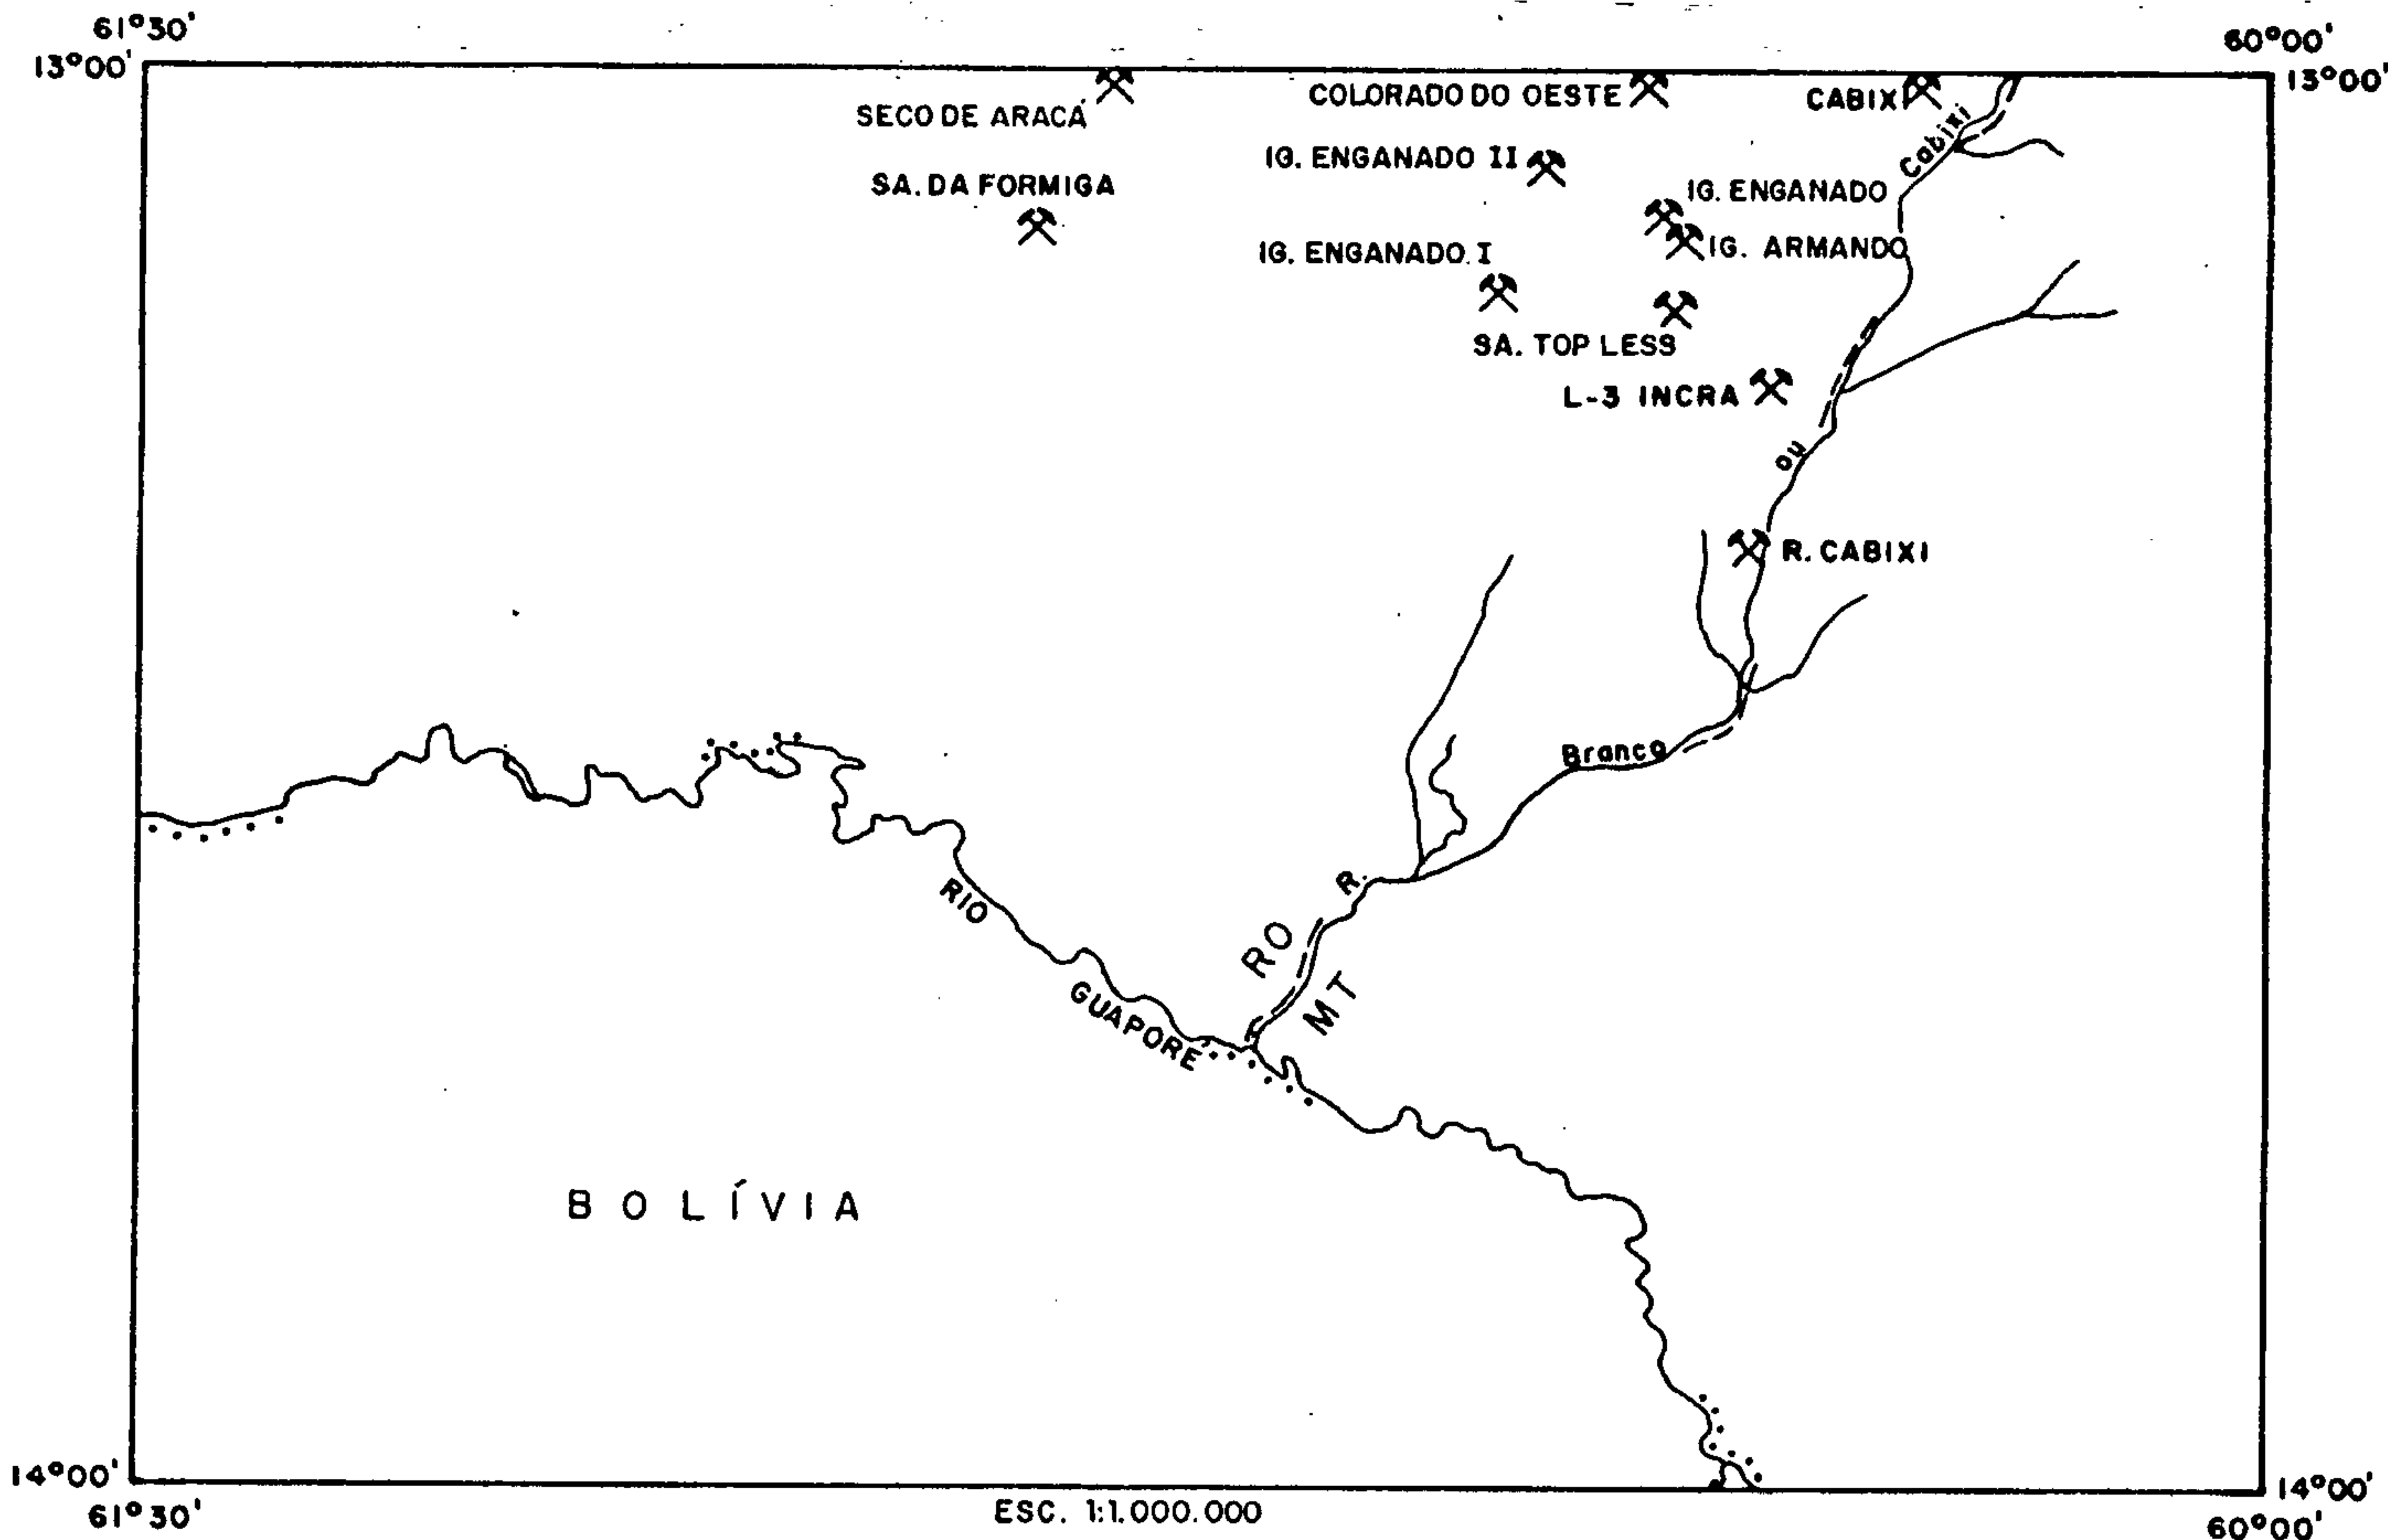 61°30'
60°00'
13°00'
13°00'
SECO DE ARACÁ
COLORADO DO OESTE
CABIXI
Cabixi
IG. ENGANADO II
SA. DA FORMIGA
IG. ENGANADO
IG. ENGANADO I
IG. ARMANDO
SA. TOP LESS
L-3 INCRA
ou
R. CABIXI
Branco
R.
RIO
RO
MT
GUAPORE
BOLÍVIA
14°00'
14°00'
61°30'
ESC. 1:1.000.000
60°00'